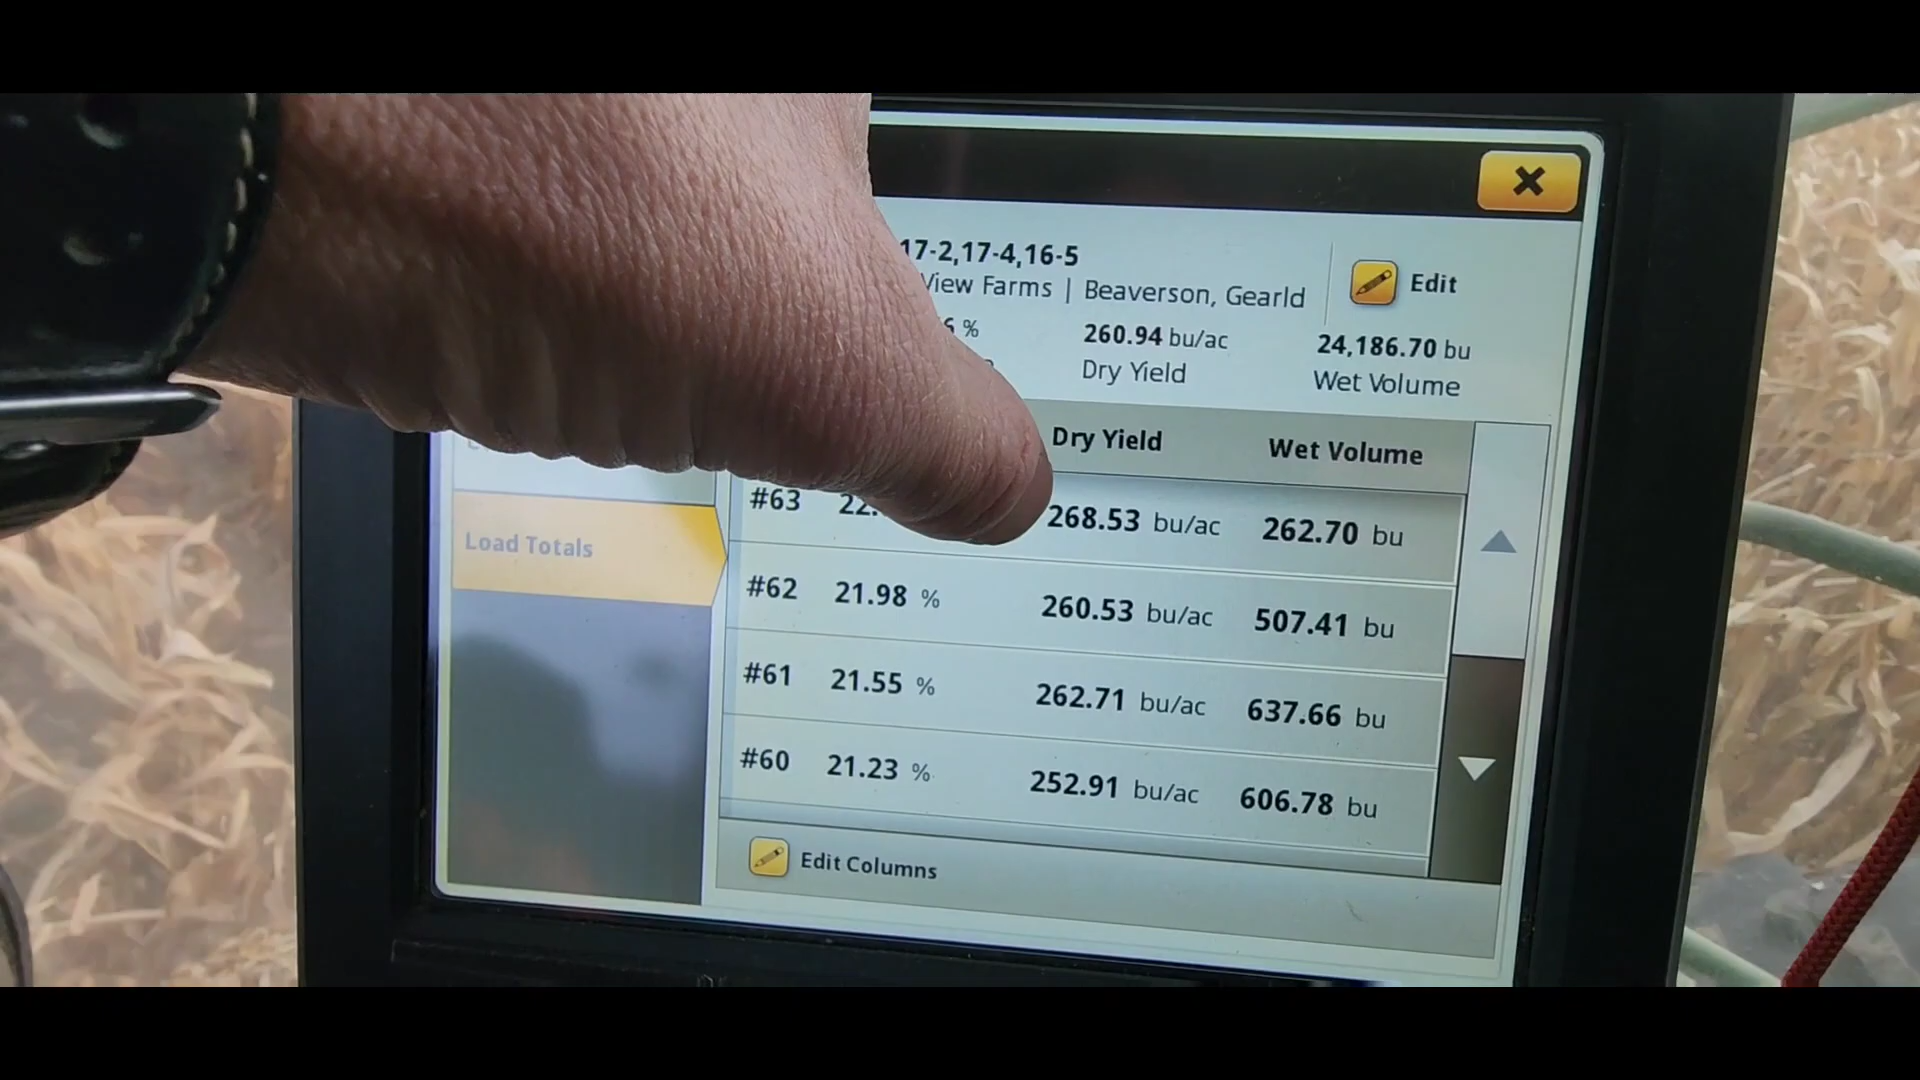 17-2,17-4,16-5
View Farms | Beaverson, Gearld
Edit
%
260.94 bu/ac
24,186.70 bu
Dry Yield
Wet Volume
Dry Yield
Wet Volume
Load Totals
#63 22. 268.53 bu/ac 262.70 bu
#62 21.98 % 260.53 bu/ac 507.41 bu
#61 21.55 % 262.71 bu/ac 637.66 bu
#60 21.23 % 252.91 bu/ac 606.78 bu
Edit Columns